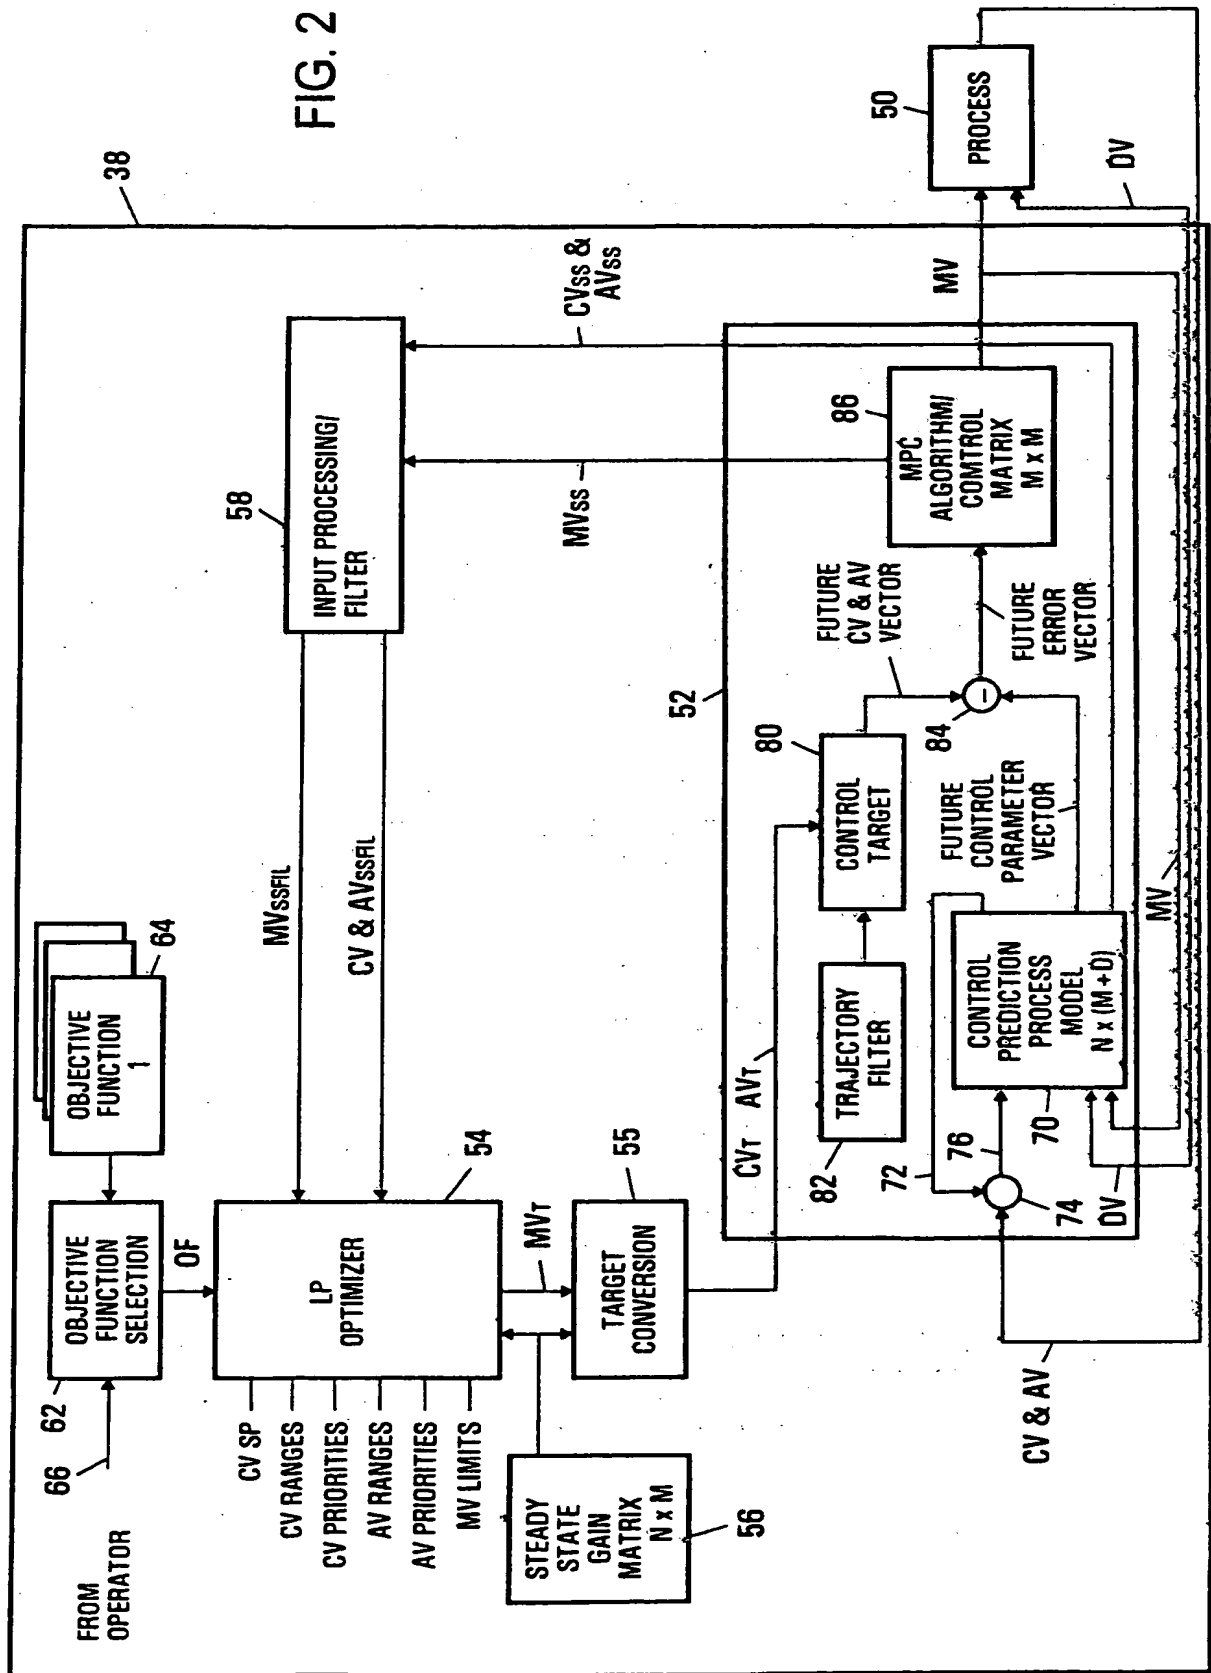 FIG. 2
FROM
OPERATOR
66
62
OBJECTIVE
FUNCTION
SELECTION
OBJECTIVE
FUNCTION
1
64
OF
38
CV SP
CV RANGES
CV PRIORITIES
AV RANGES
AV PRIORITIES
MV LIMITS
LP
OPTIMIZER
54
MVSSFIL
CV & AVSSFIL
58
INPUT PROCESSING/
FILTER
CVSS &
AVSS
MVSS
STEADY
STATE
GAIN
MATRIX
N x M
56
MVT
TARGET
CONVERSION
55
CVT AVT
52
82
TRAJECTORY
FILTER
CONTROL
TARGET
80
FUTURE
CV & AV
VECTOR
84
−
FUTURE
ERROR
VECTOR
MPC
ALGORITHM/
COMTROL
MATRIX
M x M
86
MV
72
74
76
CONTROL
PREDICTION
PROCESS
MODEL
N x (M + D)
70
FUTURE
CONTROL
PARAMETER
VECTOR
DV
MV
CV & AV
PROCESS
50
DV